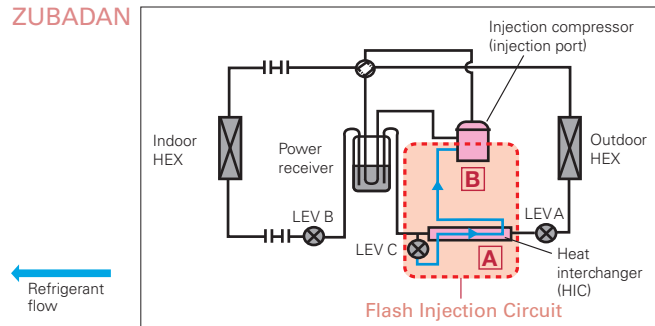 ZUBADAN
Injection compressor
(injection port)
Indoor
HEX
Power
receiver
Outdoor
HEX
B
LEV B
LEV A
LEV C
A
Heat
interchanger
(HIC)
Refrigerant
flow
Flash Injection Circuit